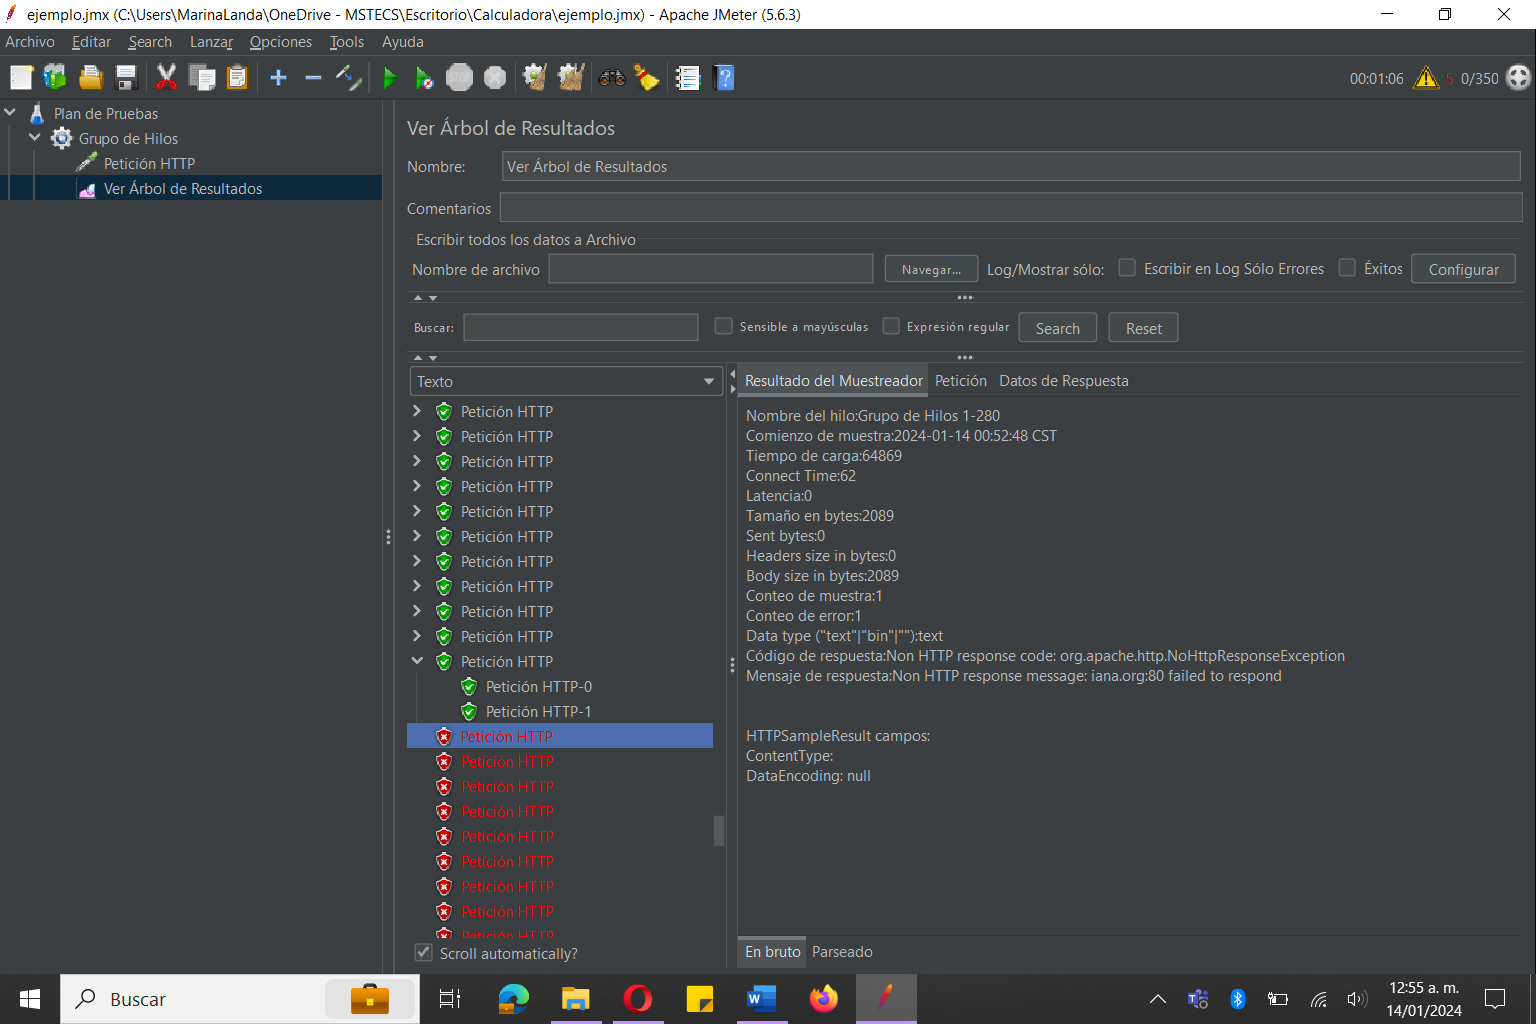 ejemplo.jmx (C:\Users\MarinaLanda\OneDrive - MSTECS\Escritorio\Calculadora\ejemplo.jmx) - Apache JMeter (5.6.3)
Archivo Editar Search Lanzar Opciones Tools Ayuda
STOP
00:01:06 5 0/350
Plan de Pruebas
Grupo de Hilos
Petición HTTP
Ver Árbol de Resultados
Ver Árbol de Resultados
Nombre: Ver Árbol de Resultados
Comentarios
Escribir todos los datos a Archivo
Nombre de archivo Navegar... Log/Mostrar sólo: Escribir en Log Sólo Errores Éxitos Configurar
Buscar: Sensible a mayúsculas Expresión regular Search Reset
Texto
Petición HTTP
Petición HTTP
Petición HTTP
Petición HTTP
Petición HTTP
Petición HTTP
Petición HTTP
Petición HTTP
Petición HTTP
Petición HTTP
Petición HTTP
Petición HTTP-0
Petición HTTP-1
Petición HTTP
Petición HTTP
Petición HTTP
Petición HTTP
Petición HTTP
Petición HTTP
Petición HTTP
Petición HTTP
Petición HTTP
Scroll automatically?
Resultado del Muestreador Petición Datos de Respuesta
Nombre del hilo:Grupo de Hilos 1-280
Comienzo de muestra:2024-01-14 00:52:48 CST
Tiempo de carga:64869
Connect Time:62
Latencia:0
Tamaño en bytes:2089
Sent bytes:0
Headers size in bytes:0
Body size in bytes:2089
Conteo de muestra:1
Conteo de error:1
Data type ("text"|"bin"|""):text
Código de respuesta:Non HTTP response code: org.apache.http.NoHttpResponseException
Mensaje de respuesta:Non HTTP response message: iana.org:80 failed to respond
HTTPSampleResult campos:
ContentType:
DataEncoding: null
En bruto Parseado
Buscar
12:55 a. m.
14/01/2024